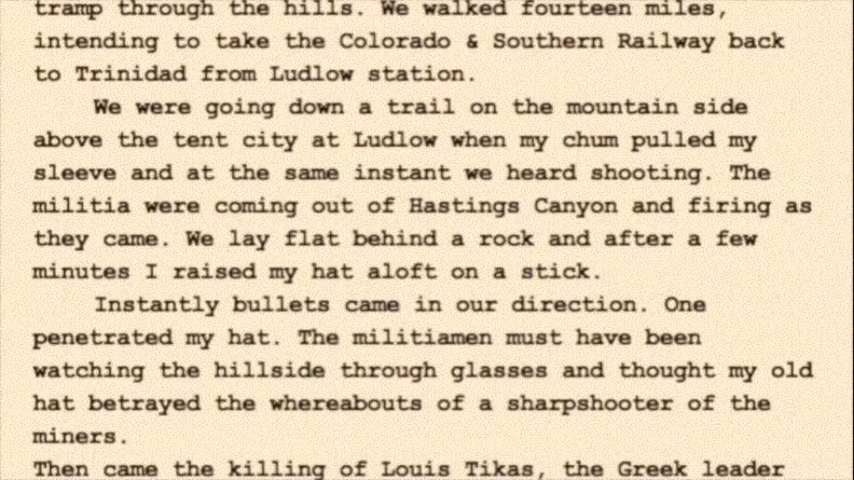 tramp through the hills. We walked fourteen miles,
intending to take the Colorado & Southern Railway back
to Trinidad from Ludlow station.
We were going down a trail on the mountain side
above the tent city at Ludlow when my chum pulled my
sleeve and at the same instant we heard shooting. The
militia were coming out of Hastings Canyon and firing as
they came. We lay flat behind a rock and after a few
minutes I raised my hat aloft on a stick.
Instantly bullets came in our direction. One
penetrated my hat. The militiamen must have been
watching the hillside through glasses and thought my old
hat betrayed the whereabouts of a sharpshooter of the
miners.
Then came the killing of Louis Tikas, the Greek leader